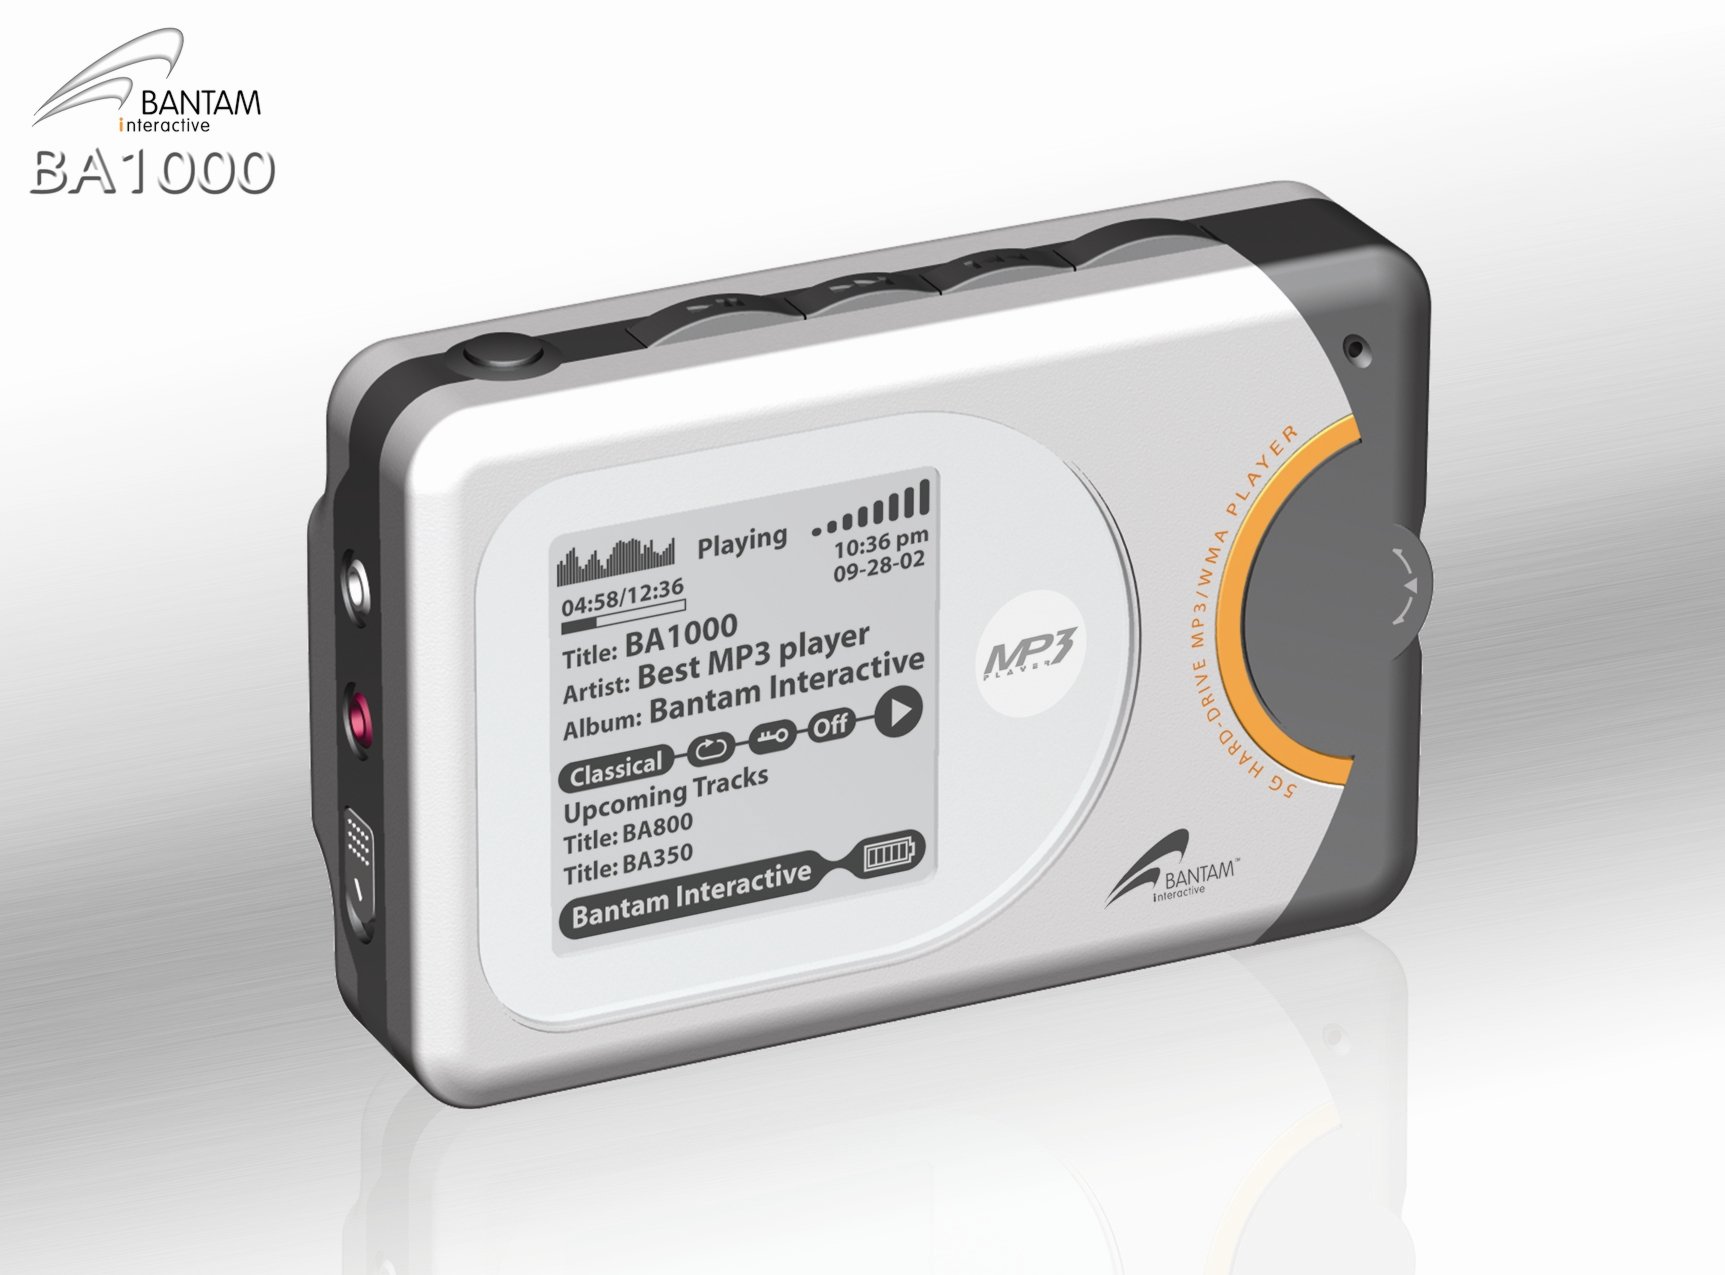 BANTAM
interactive
BA1000
Playing
10:36 pm
09-28-02
04:58/12:36
Title: BA1000
Artist: Best MP3 player
Album: Bantam Interactive
Classical
Off
Upcoming Tracks
Title: BA800
Title: BA350
Bantam Interactive
MP3
PLAYER
5G HARD-DRIVE MP3/WMA PLAYER
BANTAM™
interactive